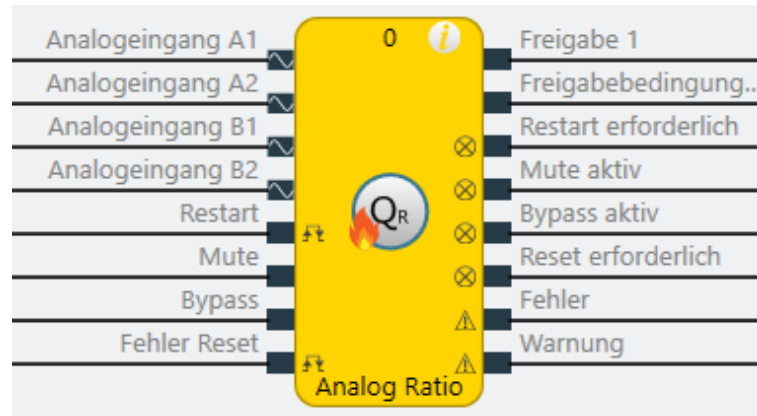 Analogeingang A1
Analogeingang A2
Analogeingang B1
Analogeingang B2
Restart
Mute
Bypass
Fehler Reset
0
i
QR
Analog Ratio
Freigabe 1
Freigabebedingung..
Restart erforderlich
Mute aktiv
Bypass aktiv
Reset erforderlich
Fehler
Warnung